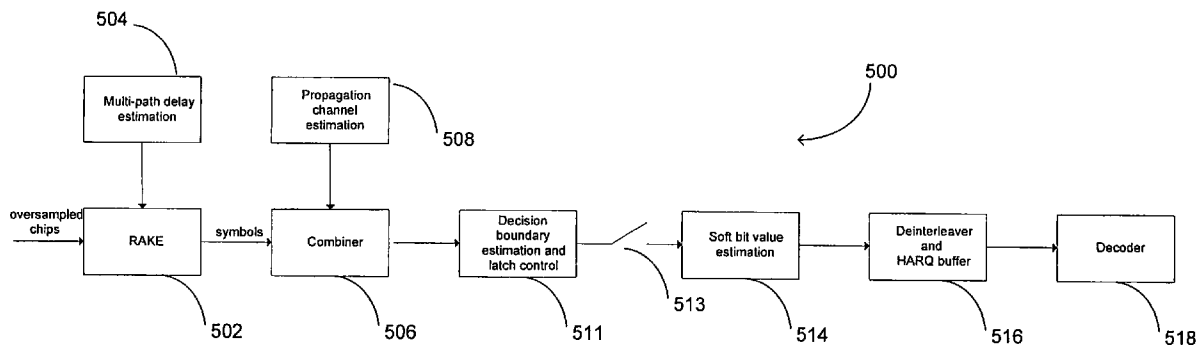 504
Multi-path delay
estimation
Propagation
channel
estimation
508
500
oversampled
chips
RAKE
symbols
Combiner
Decision
boundary
estimation and
latch control
513
Soft bit value
estimation
Deinterleaver
and
HARQ buffer
Decoder
502
506
511
514
516
518